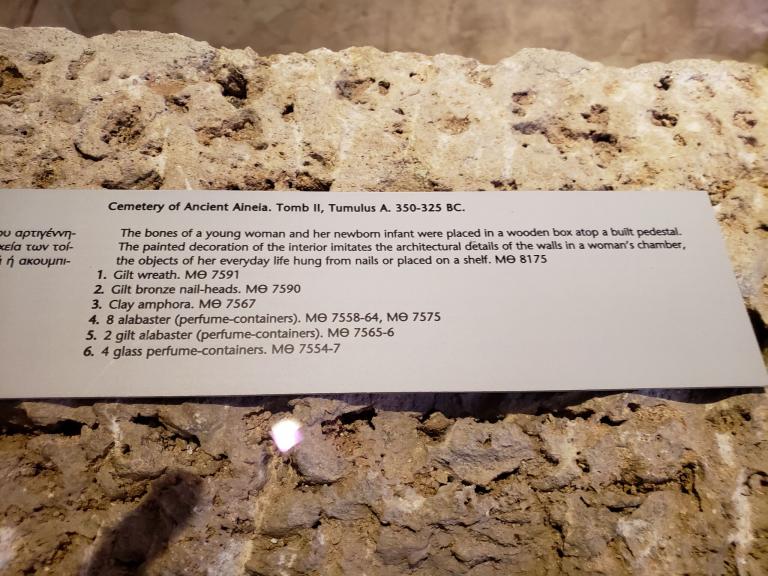 Cemetery of Ancient Aineia. Tomb II, Tumulus A. 350-325 BC.
ου αρτιγέννη-
χεία των τοί-
ή ακουμπι-
The bones of a young woman and her newborn infant were placed in a wooden box atop a built pedestal.
The painted decoration of the interior imitates the architectural details of the walls in a woman's chamber,
the objects of her everyday life hung from nails or placed on a shelf. ΜΘ 8175
1. Gilt wreath. ΜΘ 7591
2. Gilt bronze nail-heads. ΜΘ 7590
3. Clay amphora. ΜΘ 7567
4. 8 alabaster (perfume-containers). ΜΘ 7558-64, ΜΘ 7575
5. 2 gilt alabaster (perfume-containers). ΜΘ 7565-6
6. 4 glass perfume-containers. ΜΘ 7554-7